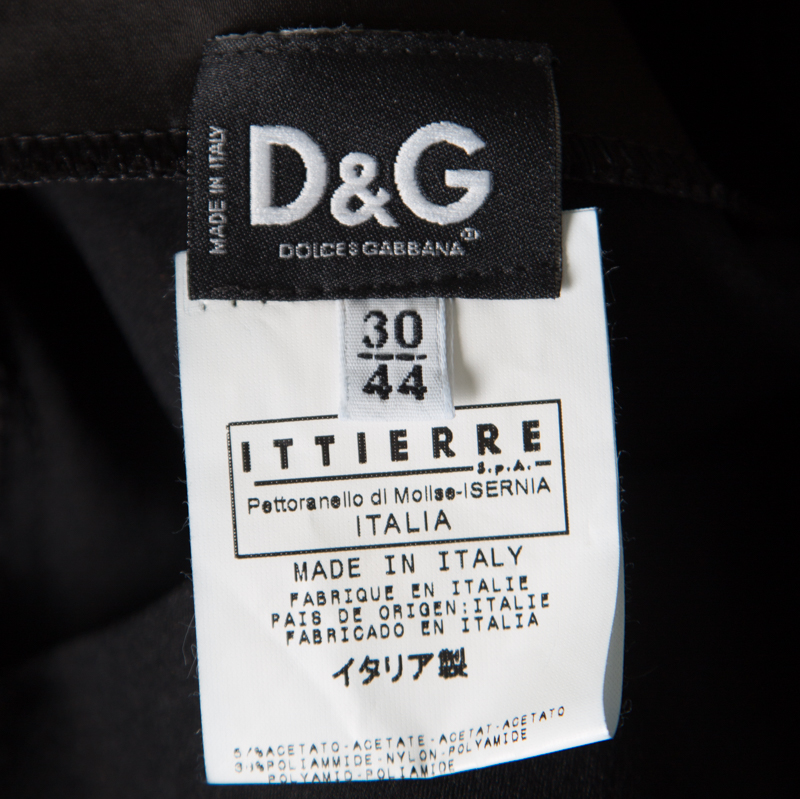 MADE IN ITALY
D&G
DOLCE&GABBANA®
30
44
ITTIERRE
S.p.A.
Pettoranello di Molise-ISERNIA
ITALIA
MADE IN ITALY
FABRIQUE EN ITALIE
PAIS DE ORIGEN:ITALIE
FABRICADO EN ITALIA
イタリア製
ACETATO-ACETATE-ACETAT-ACETATO
POLIAMMIDE-NYLON-POLYAMIDE
POLYAMID-POLIAMIDE